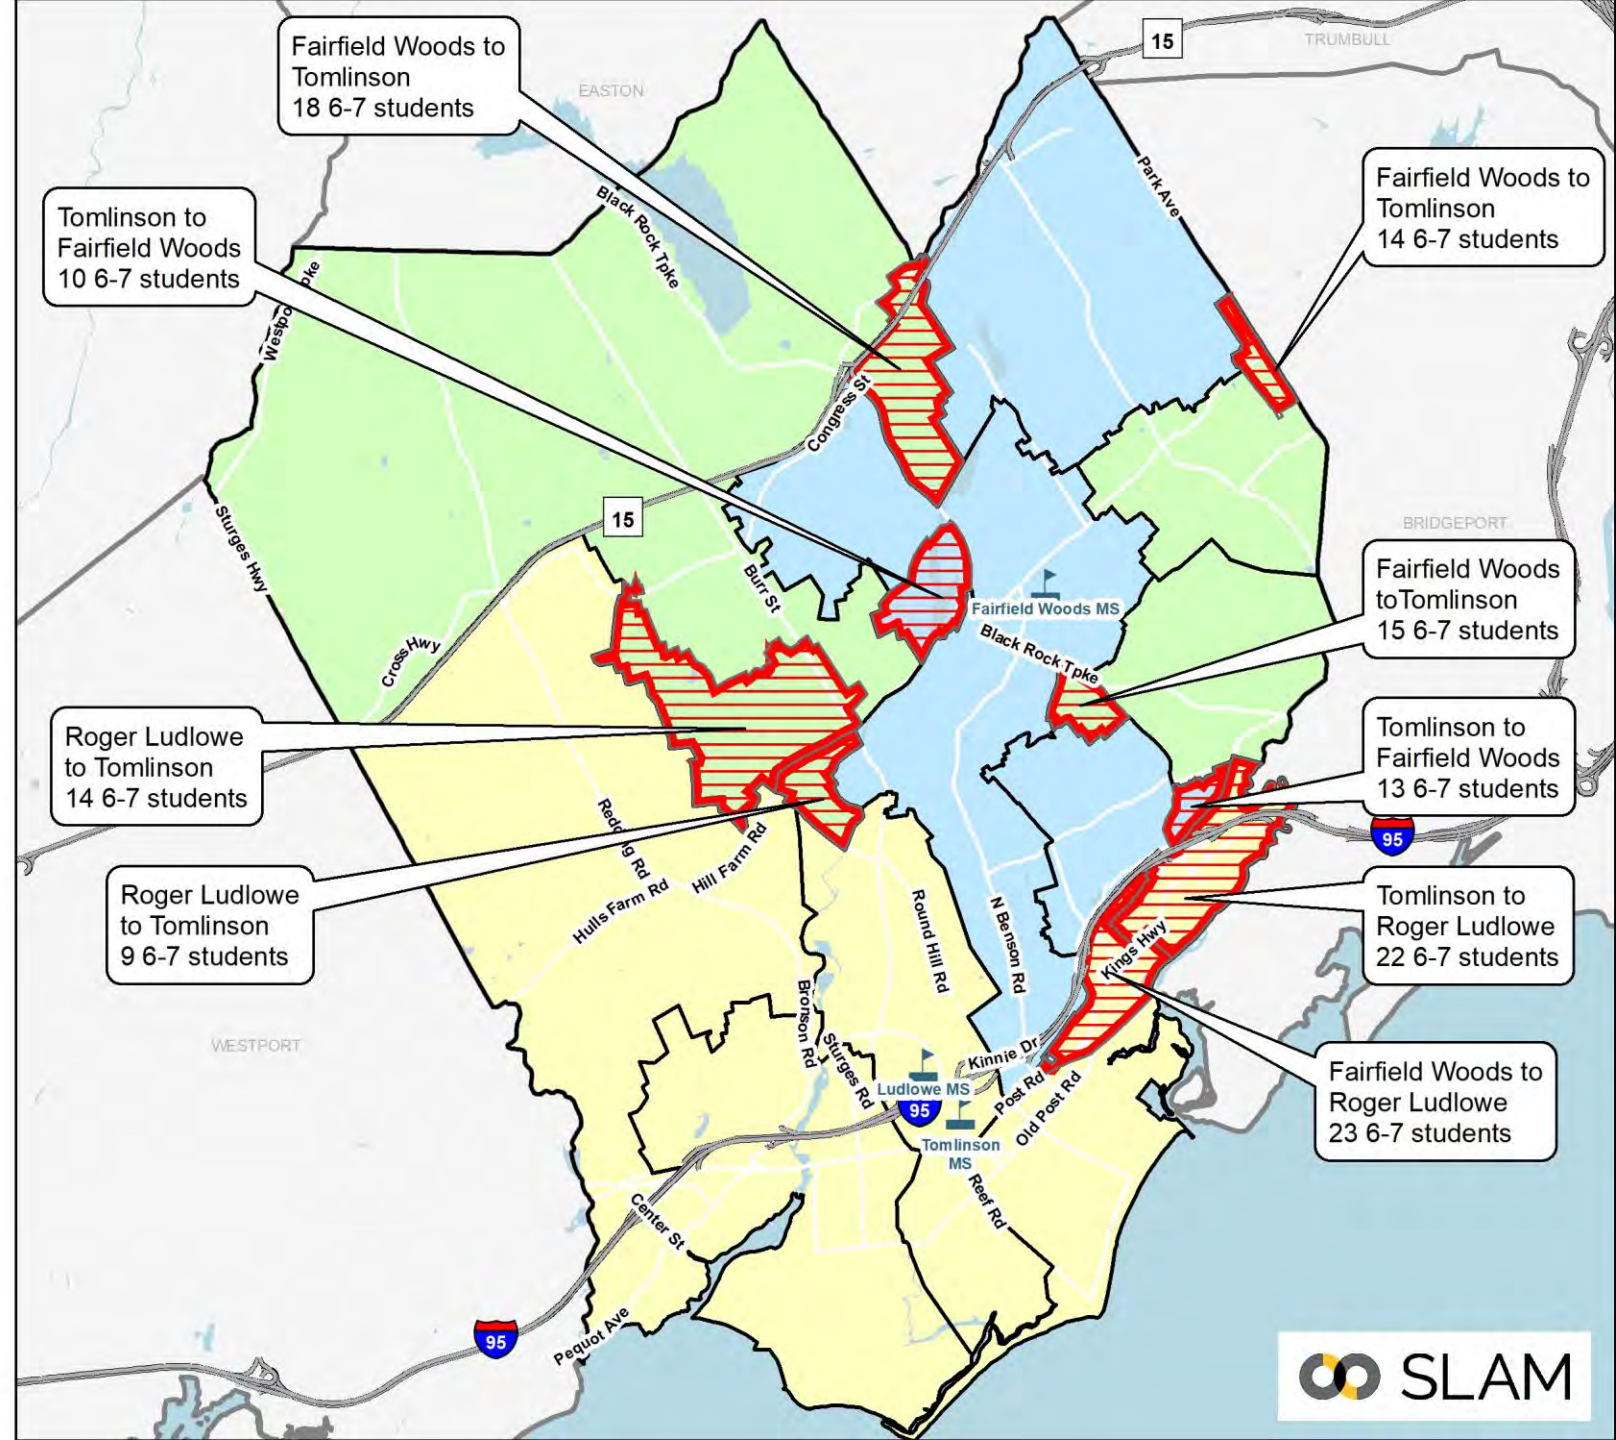 15
TRUMBULL
Fairfield Woods to
Tomlinson
18 6-7 students
EASTON
Park Ave
Fairfield Woods to
Tomlinson
14 6-7 students
Black Rock Tpke
Tomlinson to
Fairfield Woods
10 6-7 students
Congress St
Sturges Hwy
15
BRIDGEPORT
Burr St
Fairfield Woods
toTomlinson
15 6-7 students
Fairfield Woods MS
Black Rock Tpke
Cross Hwy
Roger Ludlowe
to Tomlinson
14 6-7 students
Tomlinson to
Fairfield Woods
13 6-7 students
95
Hill Farm Rd
Hulls Farm Rd
Roger Ludlowe
to Tomlinson
9 6-7 students
Round Hill Rd
N Benson Rd
Tomlinson to
Roger Ludlowe
22 6-7 students
Kings Hwy
Bronson Rd
WESTPORT
Sturges Rd
Kinnie Dr
Ludlowe MS
95
Post Rd
Old Post Rd
Fairfield Woods to
Roger Ludlowe
23 6-7 students
Tomlinson
MS
Reef Rd
Center St
95
Pequot Ave
SLAM